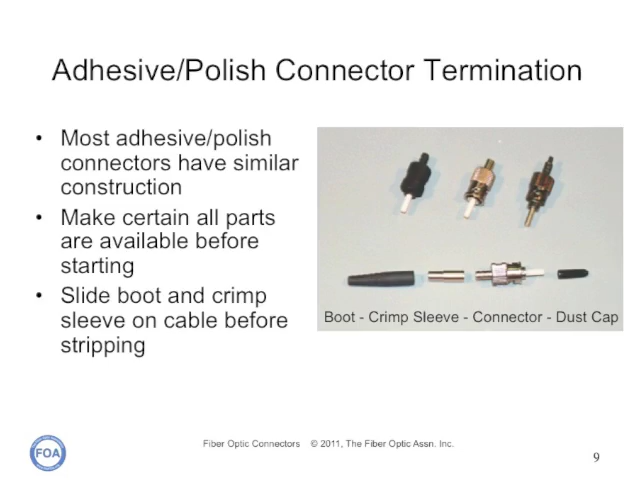 Adhesive/Polish Connector Termination
• Most adhesive/polish
connectors have similar
construction
• Make certain all parts
are available before
starting
• Slide boot and crimp
sleeve on cable before
stripping
Boot - Crimp Sleeve - Connector - Dust Cap
FOA
Fiber Optic Connectors © 2011, The Fiber Optic Assn. Inc.
9